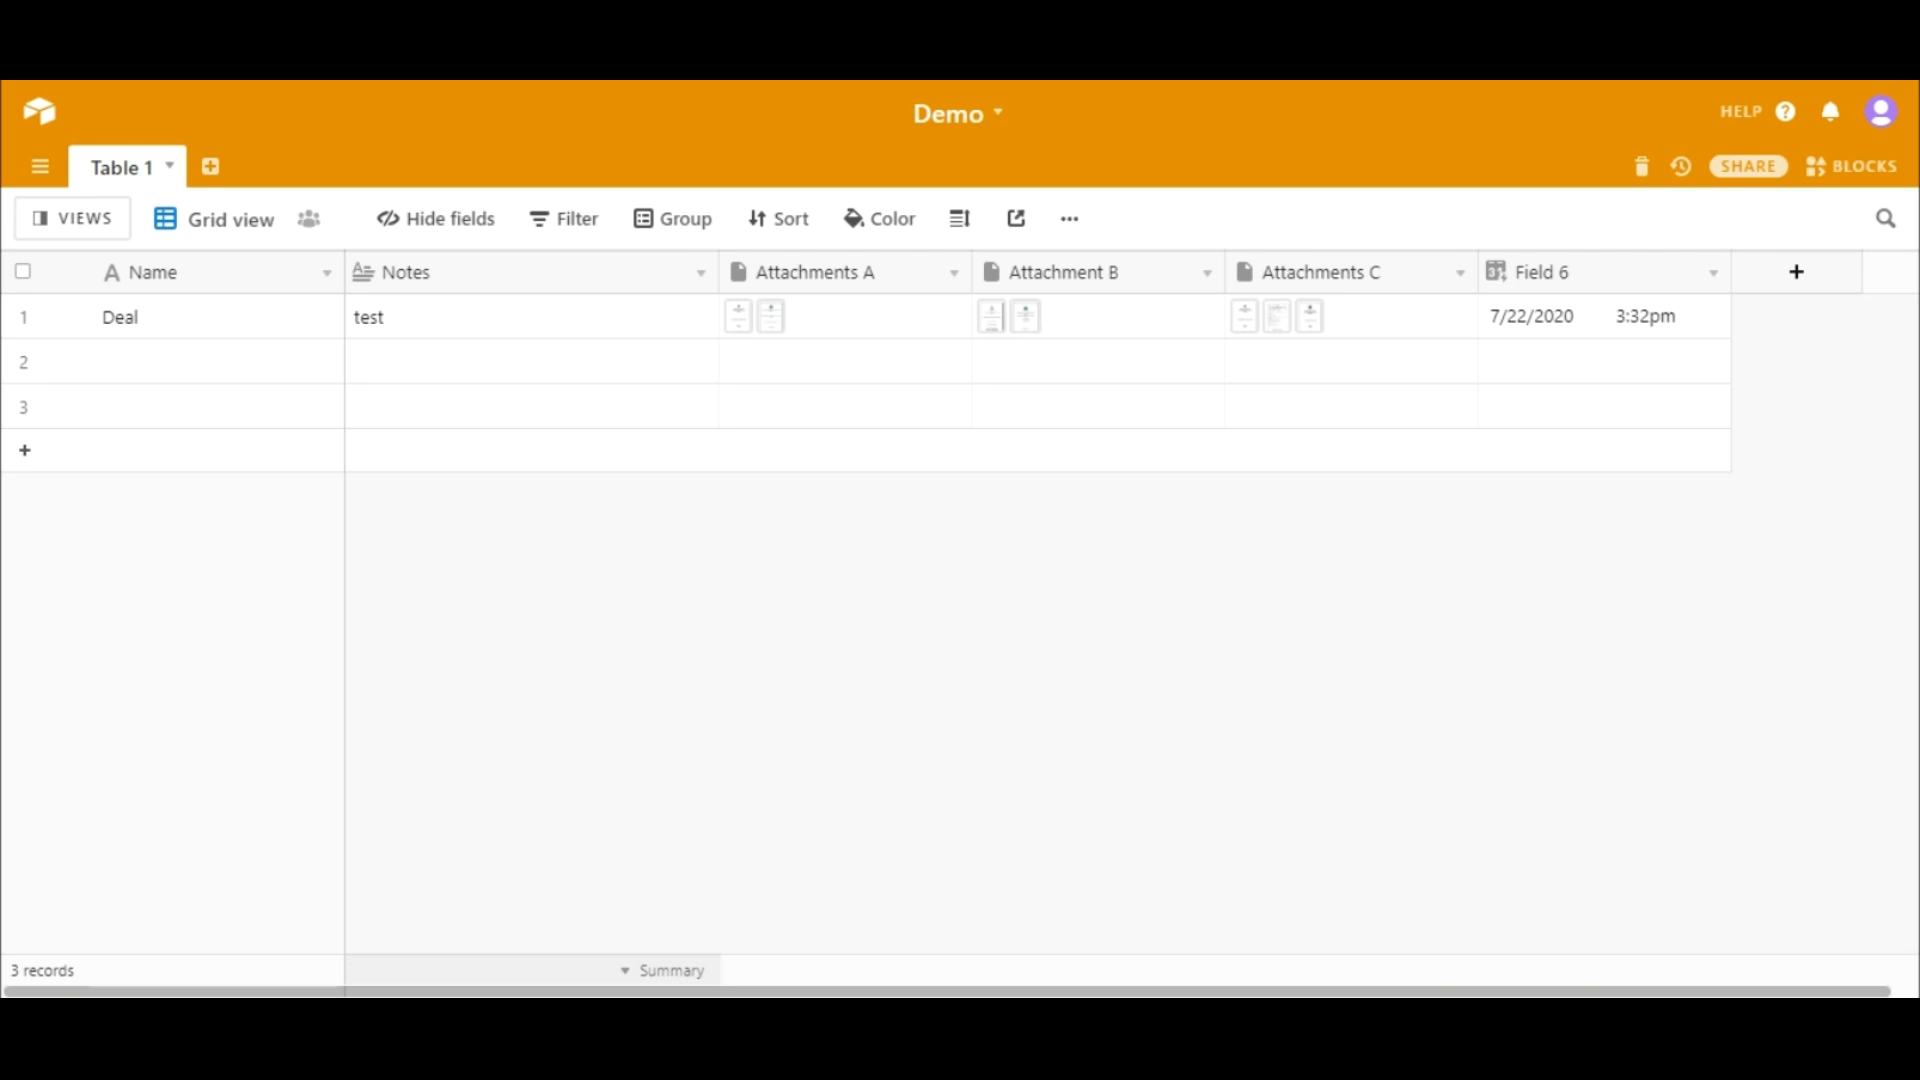 Demo
HELP ?
Table 1
SHARE BLOCKS
VIEWS Grid view Hide fields Filter Group Sort Color
Name Notes Attachments A Attachment B Attachments C Field 6
1 Deal test 7/22/2020 3:32pm
2
3
+
3 records Summary